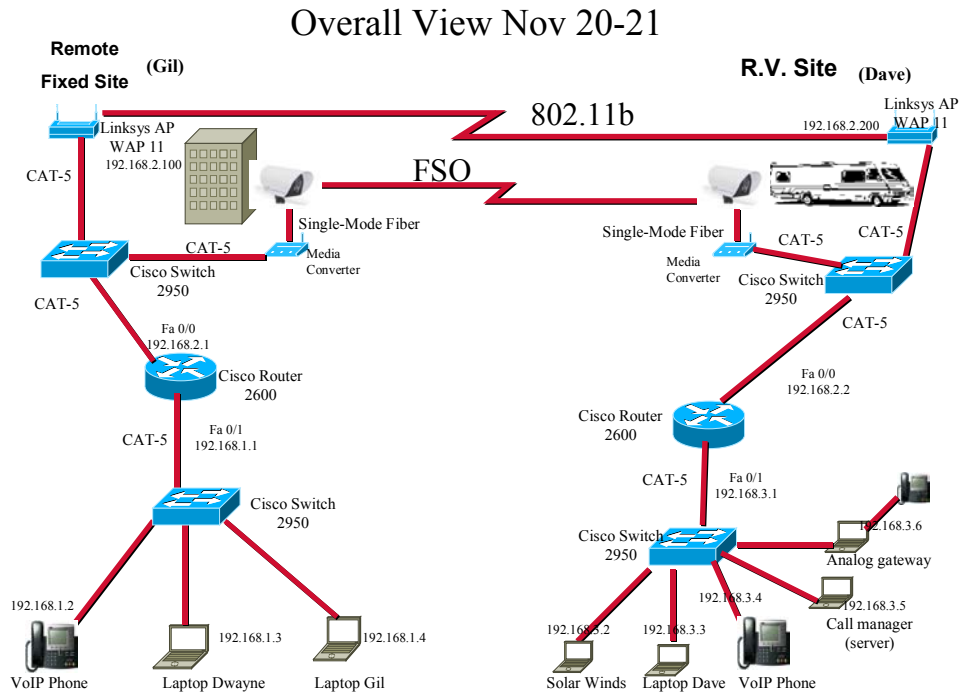 Overall View Nov 20-21
Remote
Fixed Site
(Gil)
R.V. Site
(Dave)
802.11b
Linksys AP
WAP 11
192.168.2.100
192.168.2.200
Linksys AP
WAP 11
CAT-5
FSO
Single-Mode Fiber
Single-Mode Fiber
CAT-5
Media
Converter
Cisco Switch
2950
CAT-5
CAT-5
CAT-5
Media
Converter
Cisco Switch
2950
CAT-5
Fa 0/0
192.168.2.1
Cisco Router
2600
Fa 0/0
192.168.2.2
Cisco Router
2600
CAT-5
Fa 0/1
192.168.1.1
CAT-5
Fa 0/1
192.168.3.1
Cisco Switch
2950
Cisco Switch
2950
192.168.3.6
Analog gateway
192.168.1.2
192.168.1.3
192.168.1.4
192.168.3.2
192.168.3.3
192.168.3.4
192.168.3.5
Call manager
(server)
VoIP Phone
Laptop Dwayne
Laptop Gil
Solar Winds
Laptop Dave
VoIP Phone